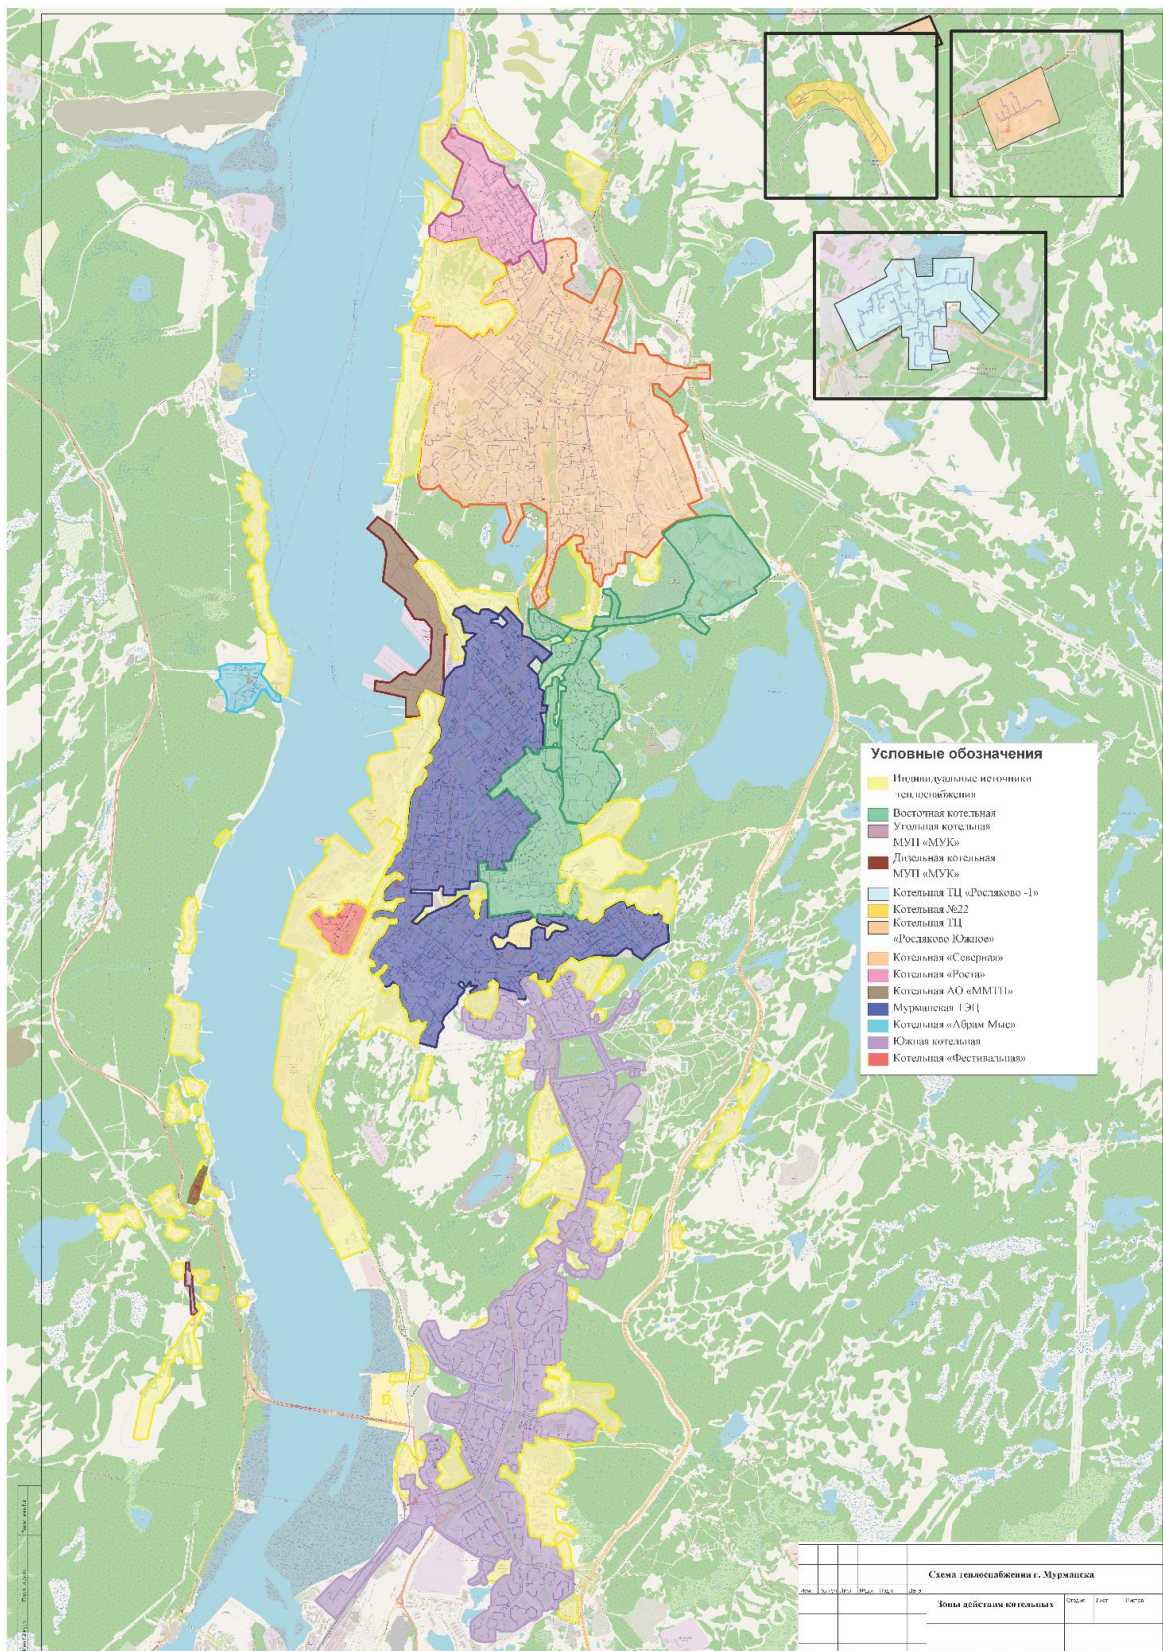 Условные обозначения
Индивидуальные источники
теплоснабжения
Восточная котельная
Угольная котельная
МУП «МУК»
Дизельная котельная
МУП «МУК»
Котельная ТЦ «Росляково -1»
Котельная №22
Котельная ТЦ
«Росляково Южное»
Котельная «Северная»
Котельная «Роста»
Котельная АО «ММТП»
Мурманская ТЭЦ
Котельная «Абрам Мыс»
Южная котельная
Котельная «Фестивальная»
Схема теплоснабжения г. Мурманска
Зоны действия котельных
Стадия Лист Листов